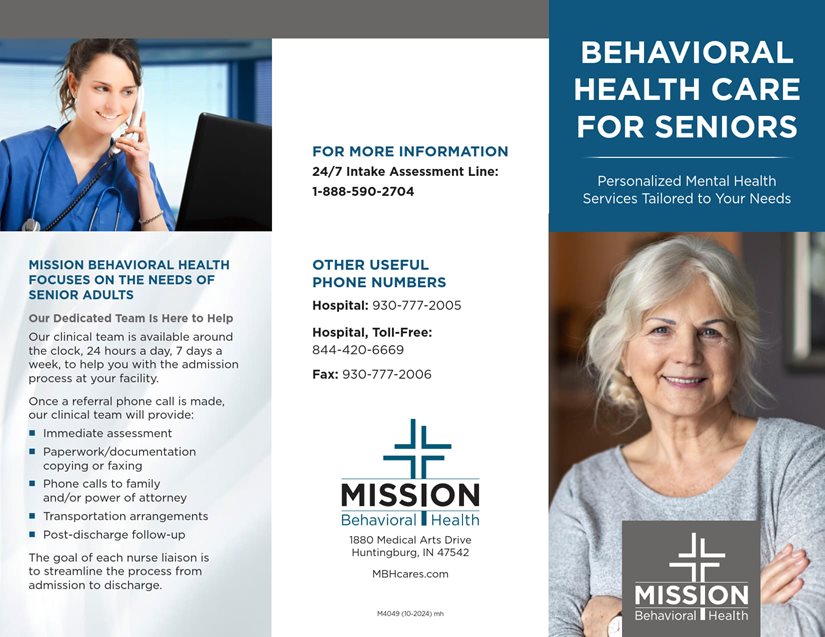 MISSION BEHAVIORAL HEALTH
FOCUSES ON THE NEEDS OF
SENIOR ADULTS
Our Dedicated Team Is Here to Help
Our clinical team is available around
the clock, 24 hours a day, 7 days a
week, to help you with the admission
process at your facility.
Once a referral phone call is made,
our clinical team will provide:
■ Immediate assessment
■ Paperwork/documentation
copying or faxing
■ Phone calls to family
and/or power of attorney
■ Transportation arrangements
■ Post-discharge follow-up
The goal of each nurse liaison is
to streamline the process from
admission to discharge.
FOR MORE INFORMATION
24/7 Intake Assessment Line:
1-888-590-2704
OTHER USEFUL
PHONE NUMBERS
Hospital: 930-777-2005
Hospital, Toll-Free:
844-420-6669
Fax: 930-777-2006
MISSION
Behavioral Health
1880 Medical Arts Drive
Huntingburg, IN 47542
MBHcares.com
M4049 (10-2024) mh
BEHAVIORAL
HEALTH CARE
FOR SENIORS
Personalized Mental Health
Services Tailored to Your Needs
MISSION
Behavioral Health